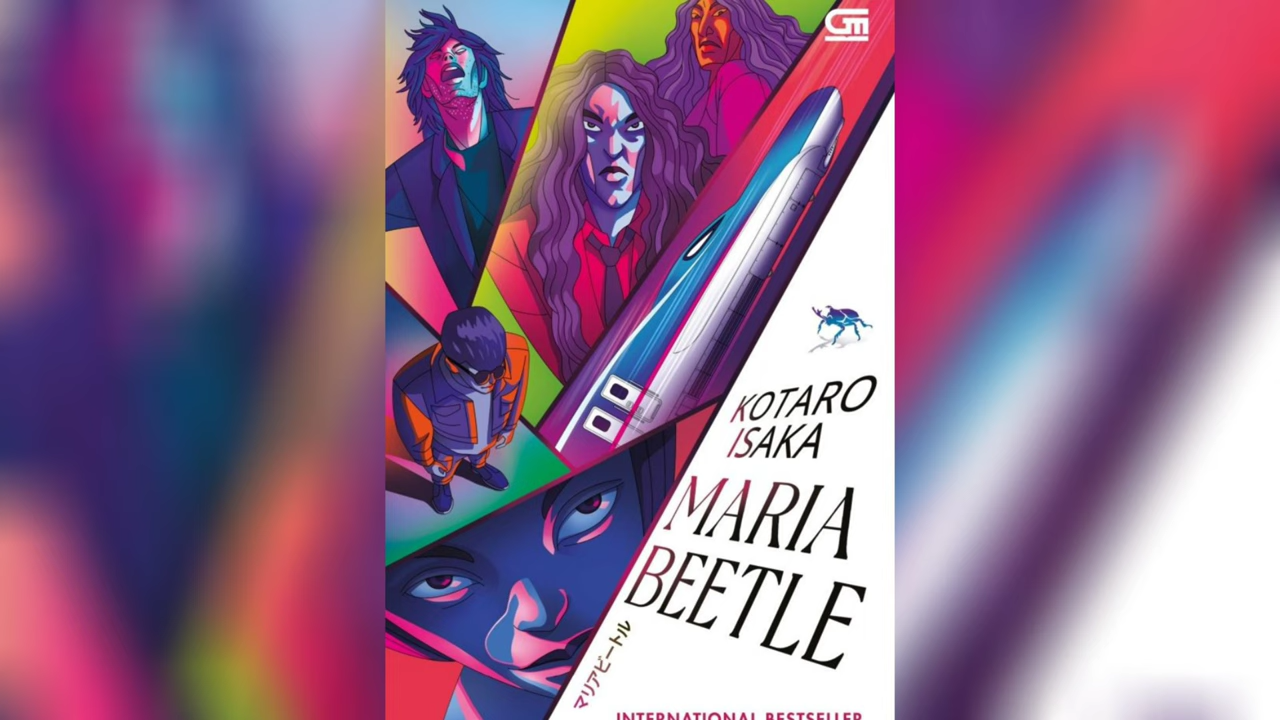 GM
KOTARO
ISAKA
MARIA
BEETLE
マリアビートル
INTERNATIONAL BESTSELLER